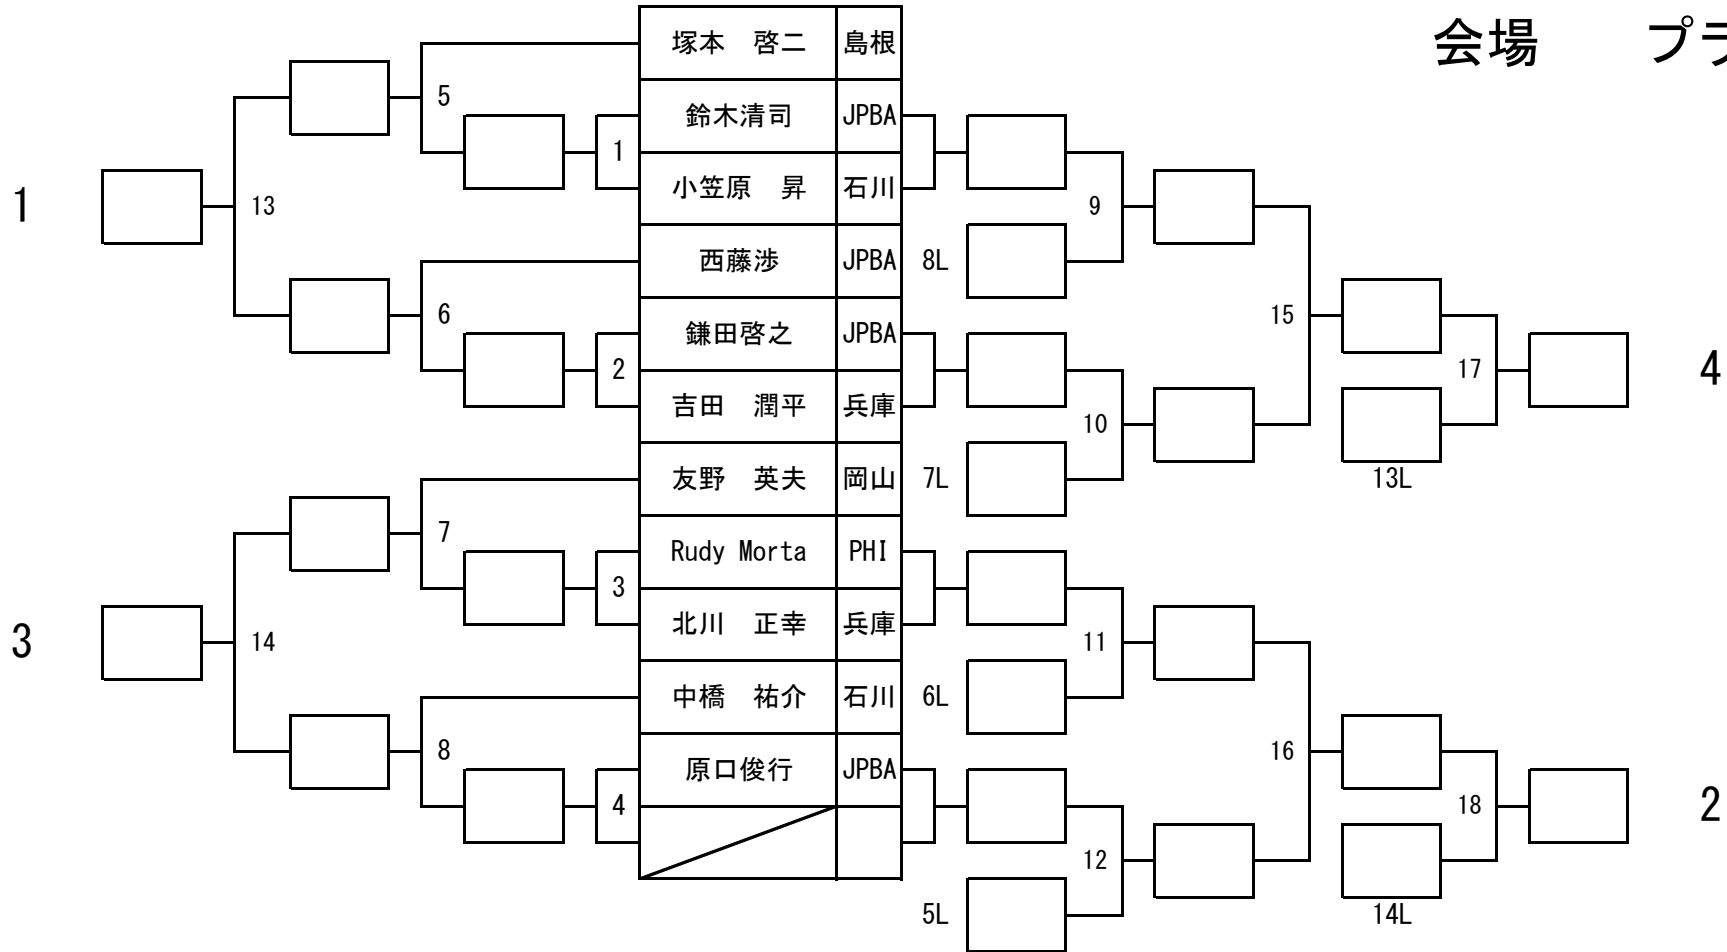 会場　プラ
塚本　啓二 島根
5 鈴木清司 JPBA
1
小笠原　昇 石川
1 13 9
西藤渉 JPBA 8L
6 鎌田啓之 JPBA 15
2 17 4
吉田　潤平 兵庫
10
友野　英夫 岡山 7L 13L
7 Rudy Morta PHI
3
北川　正幸 兵庫
3 14 11
中橋　祐介 石川 6L
8 原口俊行 JPBA 16
4 18 2
12
5L 14L